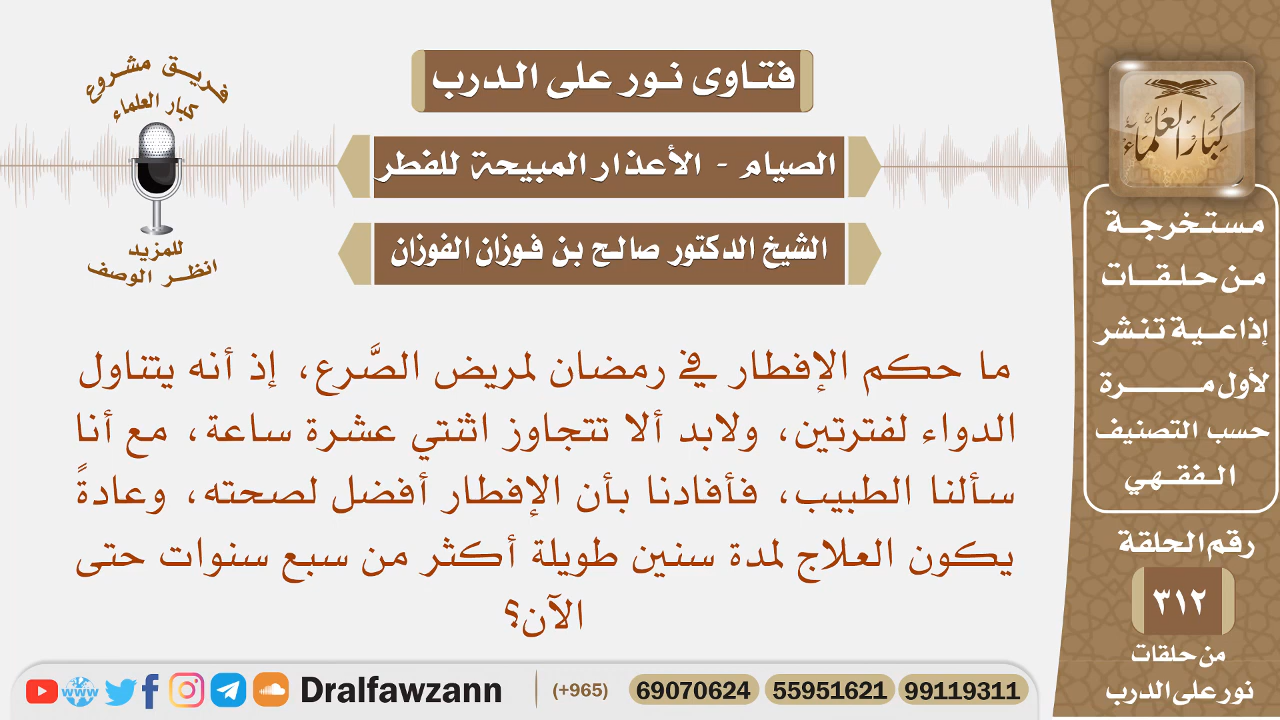 فتاوى نور على الدرب
الصيام - الأعذار المبيحة للفطر
الشيخ الدكتور صالح بن فوزان الفوزان
فريق مشروع
كبار العلماء
للمزيد
انظر الوصف
كِبَارُ العُلَمَاءِ
مستخرجة
من حلقات
إذاعية تنشر
لأول مرة
حسب التصنيف
الفقهي
رقم الحلقة
٣١٢
من حلقات
نور على الدرب
ما حكم الإفطار في رمضان لمريض الصَّرع، إذ أنه يتناول
الدواء لفترتين، ولابد ألا تتجاوز اثنتي عشرة ساعة، مع أنا
سألنا الطبيب، فأفادنا بأن الإفطار أفضل لصحته، وعادةً
يكون العلاج لمدة سنين طويلة أكثر من سبع سنوات حتى
الآن؟
www
Dralfawzann (+965) 69070624 55951621 99119311